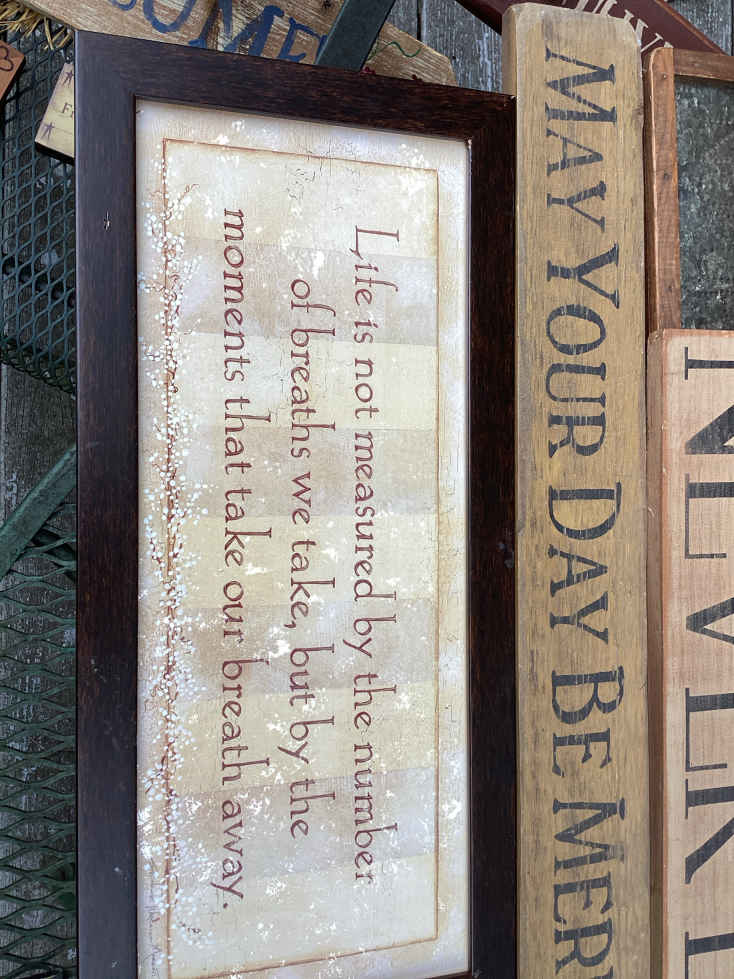 Life is not measured by the number
of breaths we take, but by the
moments that take our breath away.
MAY YOUR DAY BE MER